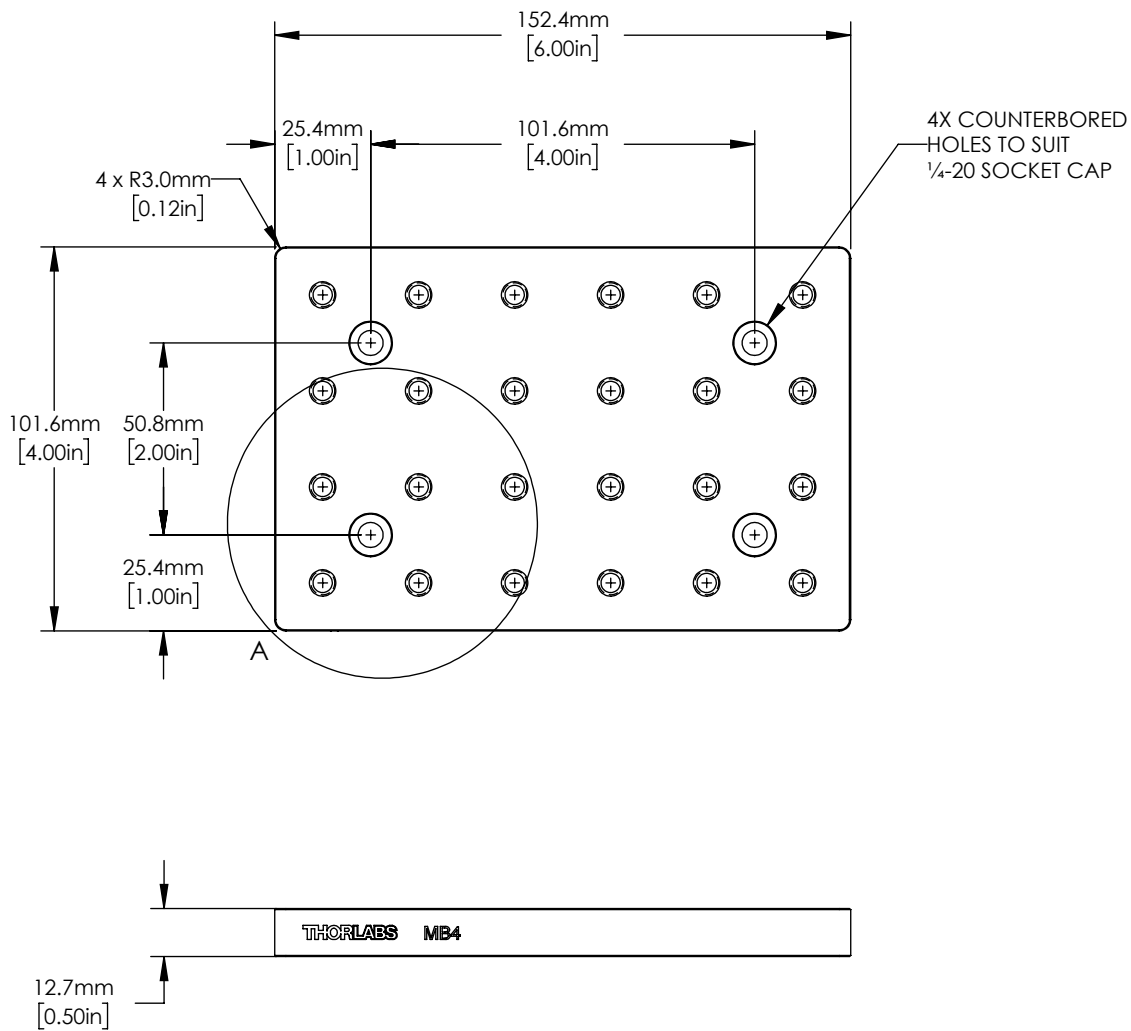 152.4mm
[6.00in]
25.4mm
[1.00in]
101.6mm
[4.00in]
4X COUNTERBORED
HOLES TO SUIT
¼-20 SOCKET CAP
4 x R3.0mm
[0.12in]
101.6mm
[4.00in]
50.8mm
[2.00in]
25.4mm
[1.00in]
A
THORLABS MB4
12.7mm
[0.50in]